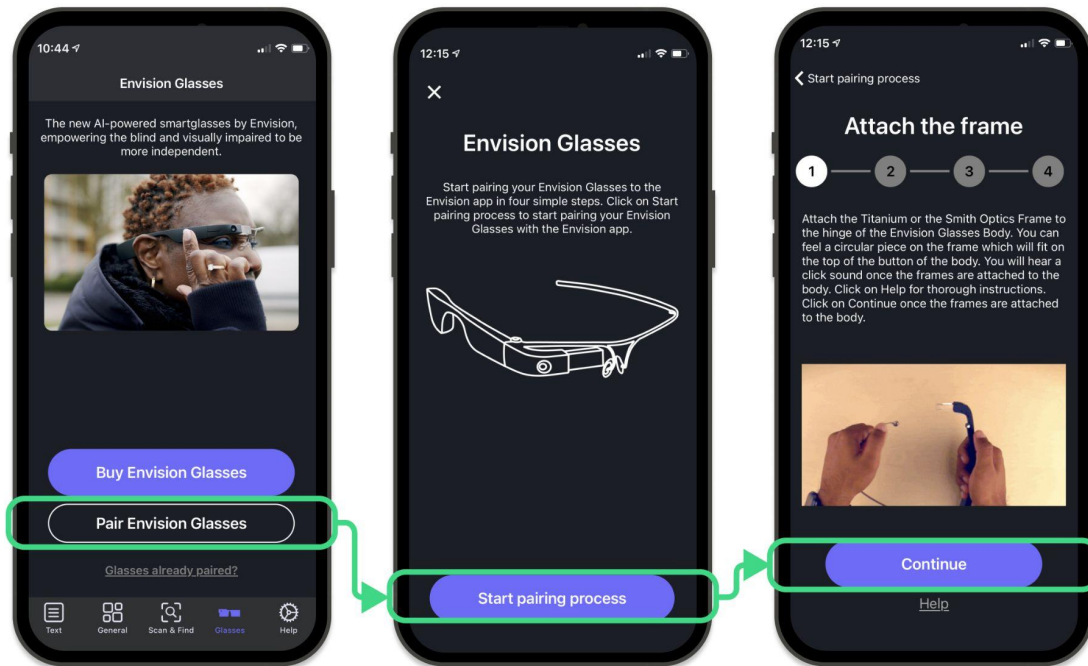 10:44
Envision Glasses
The new AI-powered smartglasses by Envision,
empowering the blind and visually impaired to be
more independent.
Buy Envision Glasses
Pair Envision Glasses
Glasses already paired?
Text
General
Scan & Find
Glasses
Help
12:15
Envision Glasses
Start pairing your Envision Glasses to the
Envision app in four simple steps. Click on Start
pairing process to start pairing your Envision
Glasses with the Envision app.
Start pairing process
12:15
Start pairing process
Attach the frame
1
2
3
4
Attach the Titanium or the Smith Optics Frame to
the hinge of the Envision Glasses Body. You can
feel a circular piece on the frame which will fit on
the top of the button of the body. You will hear a
click sound once the frames are attached to the
body. Click on Help for thorough instructions.
Click on Continue once the frames are attached
to the body.
Continue
Help